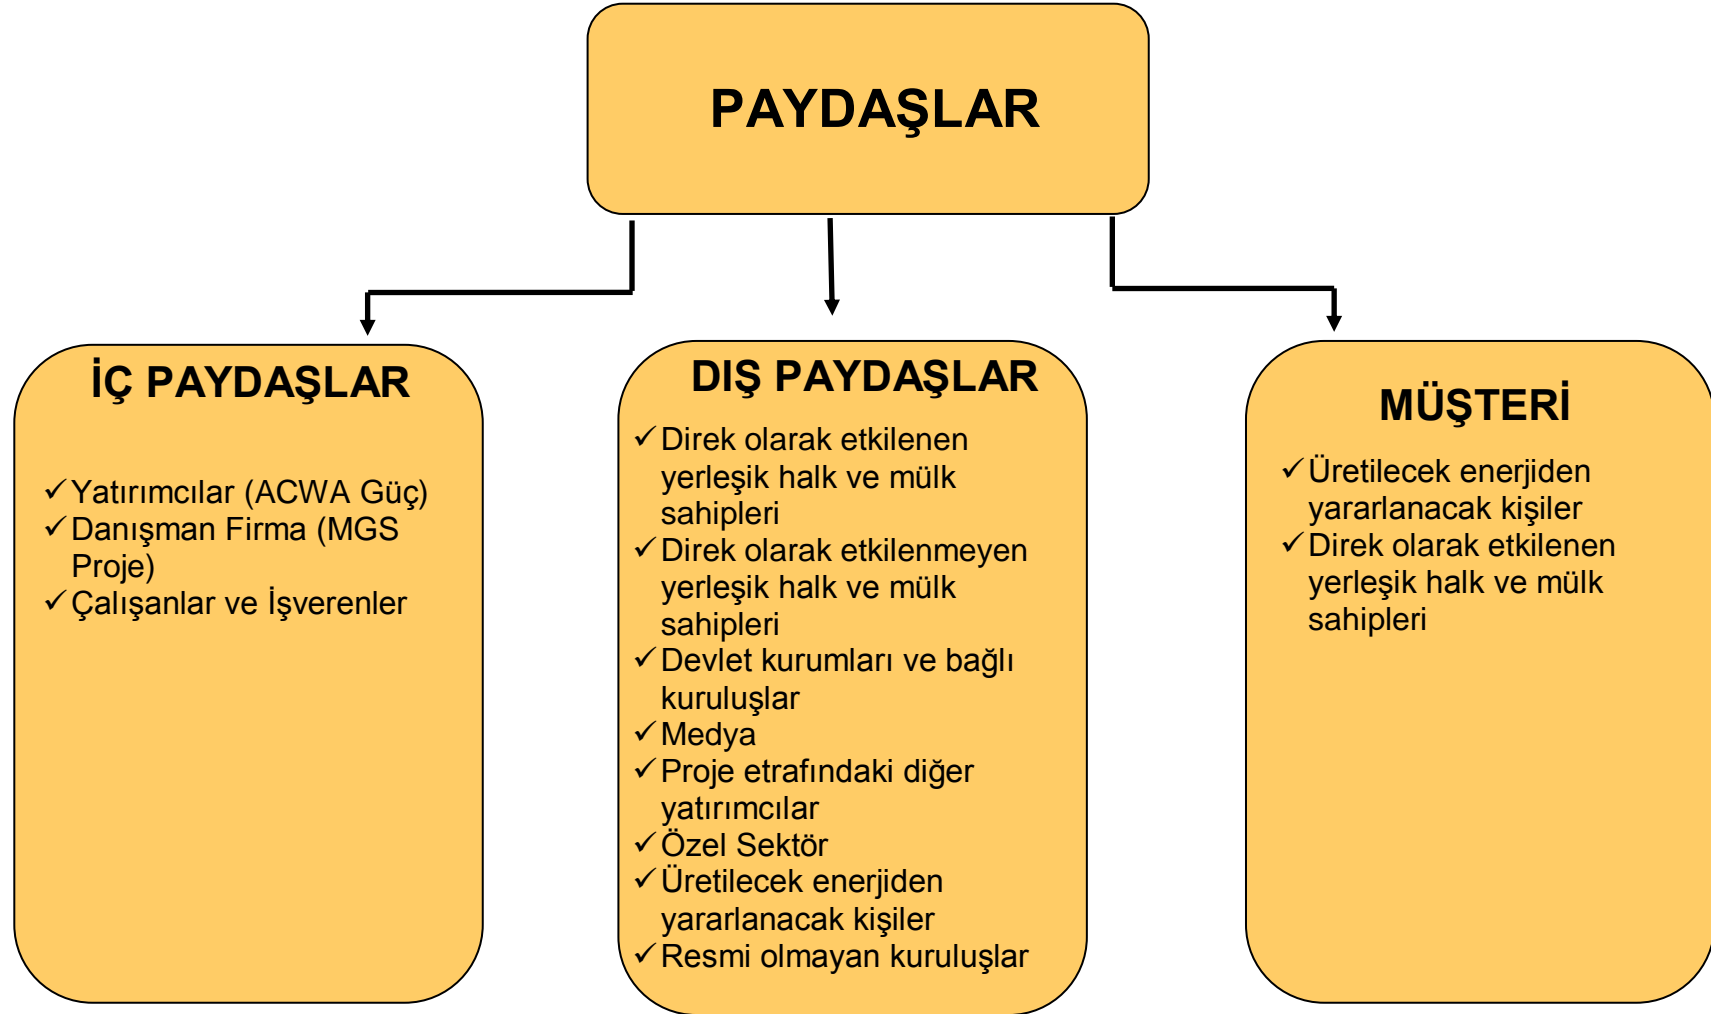 PAYDAŞLAR
İÇ PAYDAŞLAR
✓Yatırımcılar (ACWA Güç)
✓Danışman Firma (MGS
Proje)
✓Çalışanlar ve İşverenler
DIŞ PAYDAŞLAR
✓Direk olarak etkilenen
yerleşik halk ve mülk
sahipleri
✓Direk olarak etkilenmeyen
yerleşik halk ve mülk
sahipleri
✓Devlet kurumları ve bağlı
kuruluşlar
✓Medya
✓Proje etrafındaki diğer
yatırımcılar
✓Özel Sektör
✓Üretilecek enerjiden
yararlanacak kişiler
✓Resmi olmayan kuruluşlar
MÜŞTERİ
✓Üretilecek enerjiden
yararlanacak kişiler
✓Direk olarak etkilenen
yerleşik halk ve mülk
sahipleri